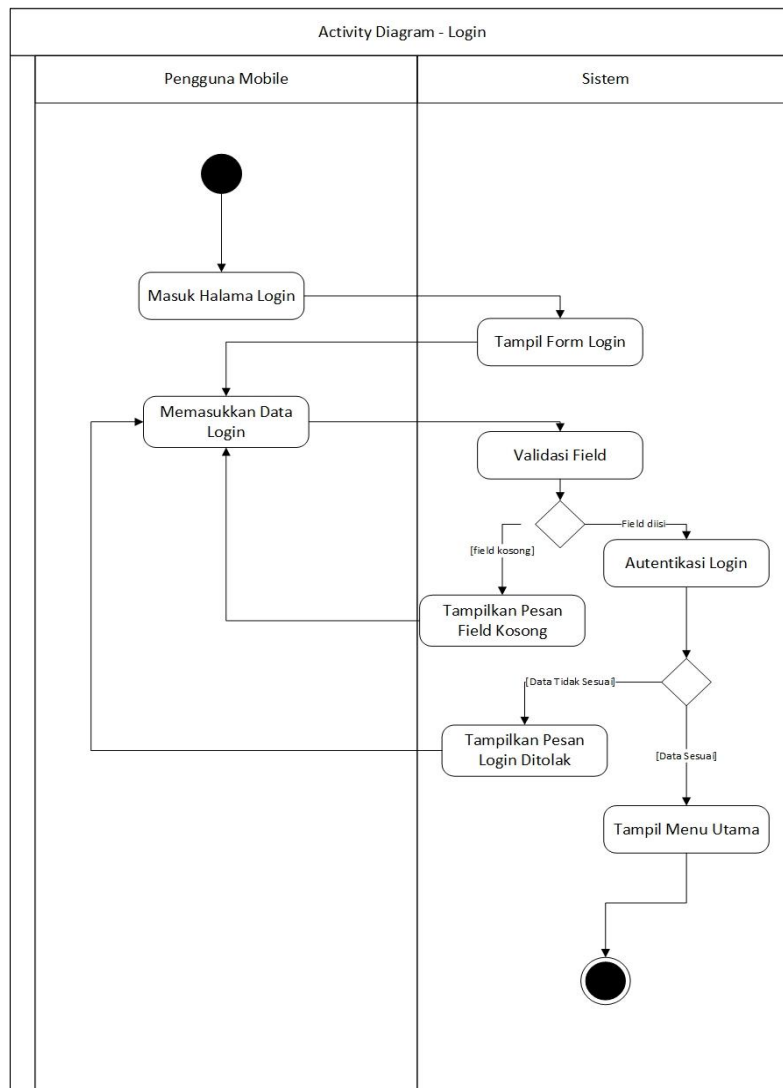 Activity Diagram - Login
Pengguna Mobile
Sistem
Masuk Halama Login
Tampil Form Login
Memasukkan Data
Login
Validasi Field
Field diisi
[field kosong]
Autentikasi Login
Tampilkan Pesan
Field Kosong
[Data Tidak Sesuai]
Tampilkan Pesan
Login Ditolak
[Data Sesuai]
Tampil Menu Utama